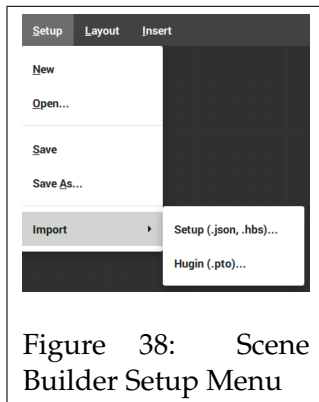 Setup Layout Insert
New
Open...
Save
Save As...
Import
Setup (.json, .hbs)...
Hugin (.pto)...
Figure 38: Scene
Builder Setup Menu